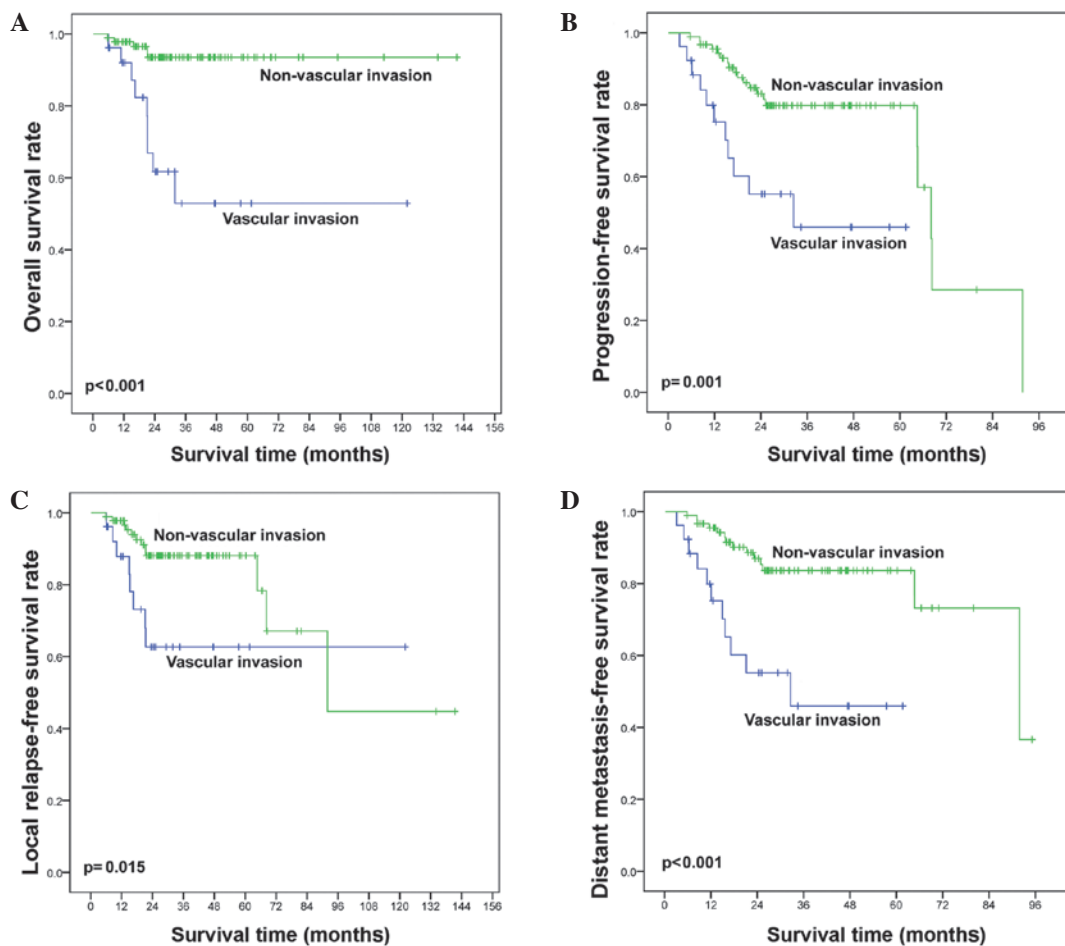 A
Overall survival rate
1.0
0.8
0.6
0.4
0.2
0.0
Non-vascular invasion
Vascular invasion
p<0.001
0 12 24 36 48 60 72 84 96 108 120 132 144 156
Survival time (months)
B
Progression-free survival rate
1.0
0.8
0.6
0.4
0.2
0.0
Non-vascular invasion
Vascular invasion
p=0.001
0 12 24 36 48 60 72 84 96
Survival time (months)
C
Local relapse-free survival rate
1.0
0.8
0.6
0.4
0.2
0.0
Non-vascular invasion
Vascular invasion
p=0.015
0 12 24 36 48 60 72 84 96 108 120 132 144 156
Survival time (months)
D
Distant metastasis-free survival rate
1.0
0.8
0.6
0.4
0.2
0.0
Non-vascular invasion
Vascular invasion
p<0.001
0 12 24 36 48 60 72 84 96
Survival time (months)